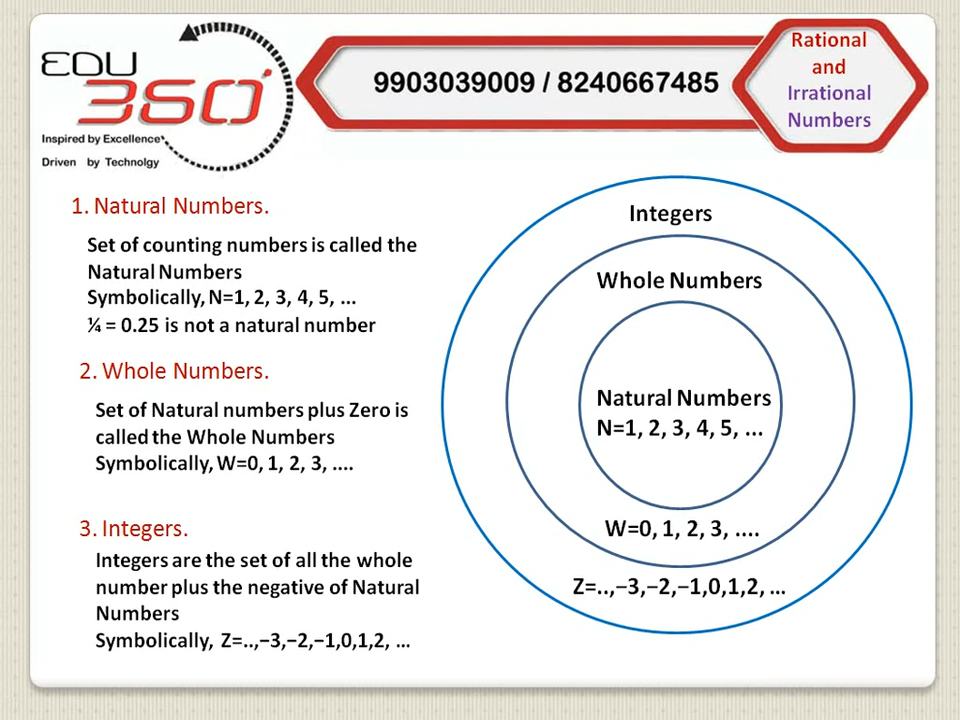 EDU
360°
Inspired by Excellence
Driven by Technolgy
9903039009 / 8240667485
Rational
and
Irrational
Numbers
1. Natural Numbers.
Set of counting numbers is called the
Natural Numbers
Symbolically, N=1, 2, 3, 4, 5, ...
¼ = 0.25 is not a natural number
2. Whole Numbers.
Set of Natural numbers plus Zero is
called the Whole Numbers
Symbolically, W=0, 1, 2, 3, ....
3. Integers.
Integers are the set of all the whole
number plus the negative of Natural
Numbers
Symbolically, Z=..,−3,−2,−1,0,1,2, ...
Integers
Whole Numbers
Natural Numbers
N=1, 2, 3, 4, 5, ...
W=0, 1, 2, 3, ....
Z=..,−3,−2,−1,0,1,2, ...